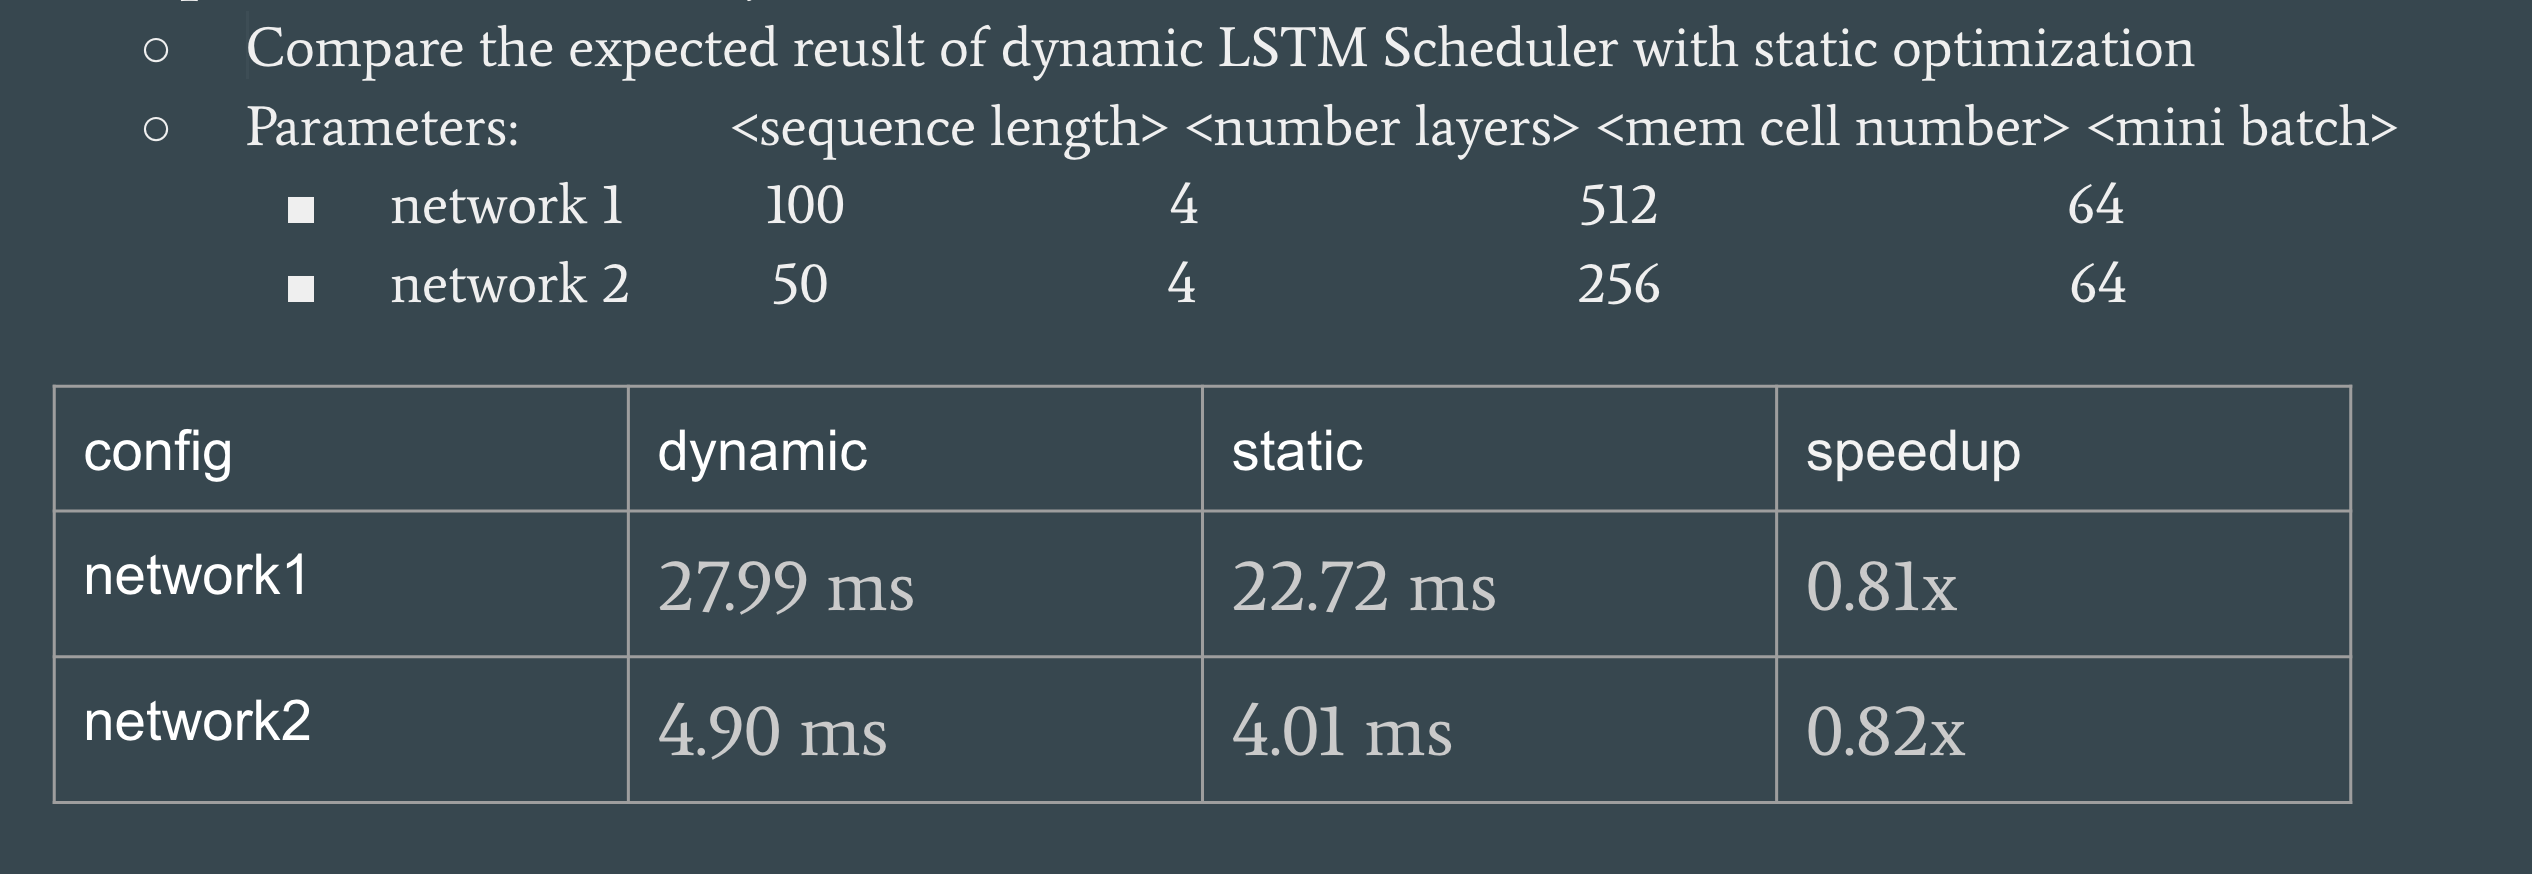 Compare the expected reuslt of dynamic LSTM Scheduler with static optimization
Parameters: <sequence length> <number layers> <mem cell number> <mini batch>
network 1 100 4 512 64
network 2 50 4 256 64
config dynamic static speedup
network1 27.99 ms 22.72 ms 0.81x
network2 4.90 ms 4.01 ms 0.82x